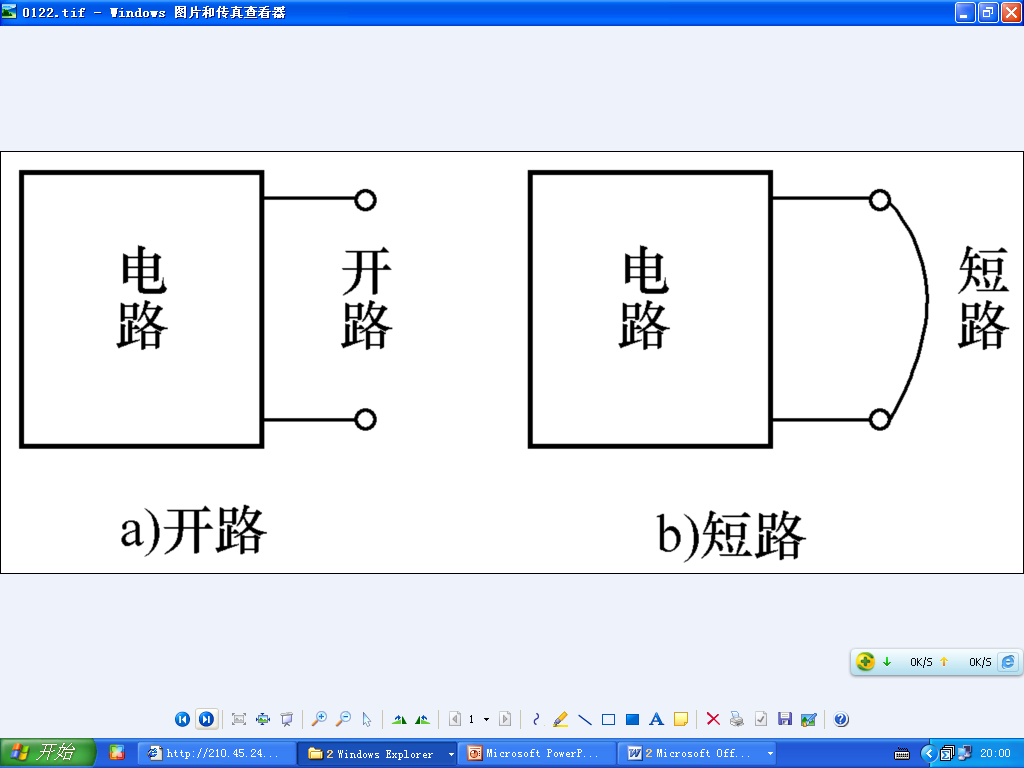 0122.tif - Windows 图片和传真查看器
电路
开路
电路
短路
a)开路
b)短路
0K/S
0K/S
1
A
开始
http://210.45.24...
2 Windows Explorer
Microsoft PowerP...
2 Microsoft Off...
20:00